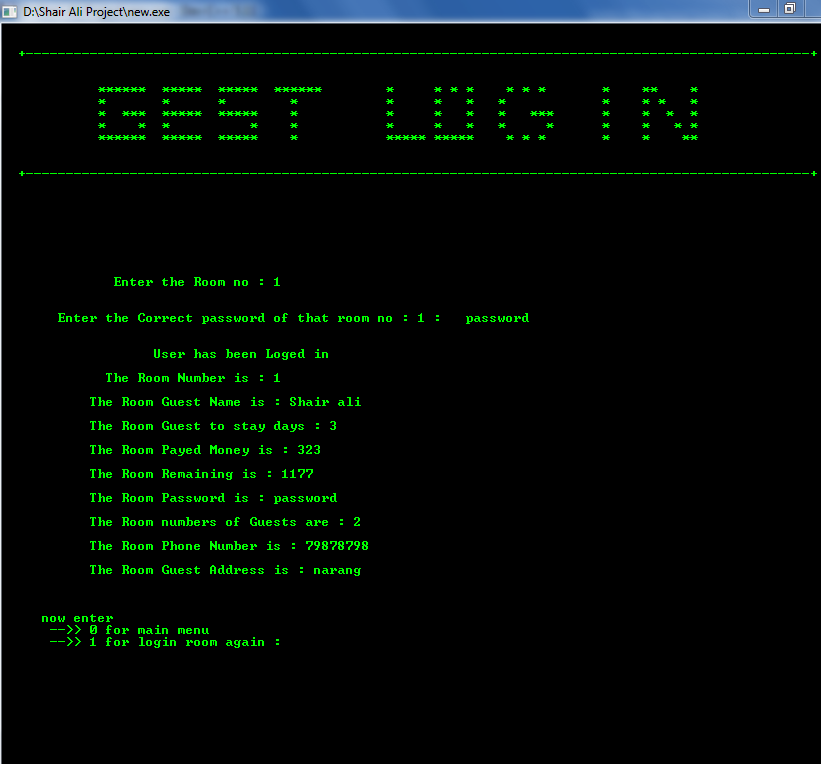 D:\Shair Ali Project\new.exe
GEST LOG IN
Enter the Room no : 1
Enter the Correct password of that room no : 1 : password
User has been Loged in
The Room Number is : 1
The Room Guest Name is : Shair ali
The Room Guest to stay days : 3
The Room Payed Money is : 323
The Room Remaining is : 1177
The Room Password is : password
The Room numbers of Guests are : 2
The Room Phone Number is : 79878798
The Room Guest Address is : narang
now enter
-->> 0 for main menu
-->> 1 for login room again :